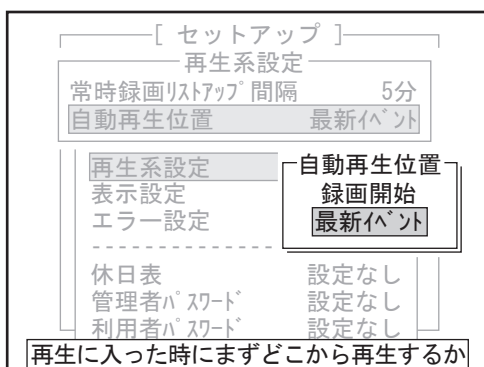 [ セットアップ ]
再生系設定
常時録画ﾘｽﾄｱｯﾌﾟ間隔 5分
自動再生位置 最新ｲﾍﾞﾝﾄ
再生系設定
表示設定
エラー設定
--------------
休日表 設定なし
管理者ﾊﾟｽﾜｰﾄﾞ 設定なし
利用者ﾊﾟｽﾜｰﾄﾞ 設定なし
自動再生位置
録画開始
最新ｲﾍﾞﾝﾄ
再生に入った時にまずどこから再生するか